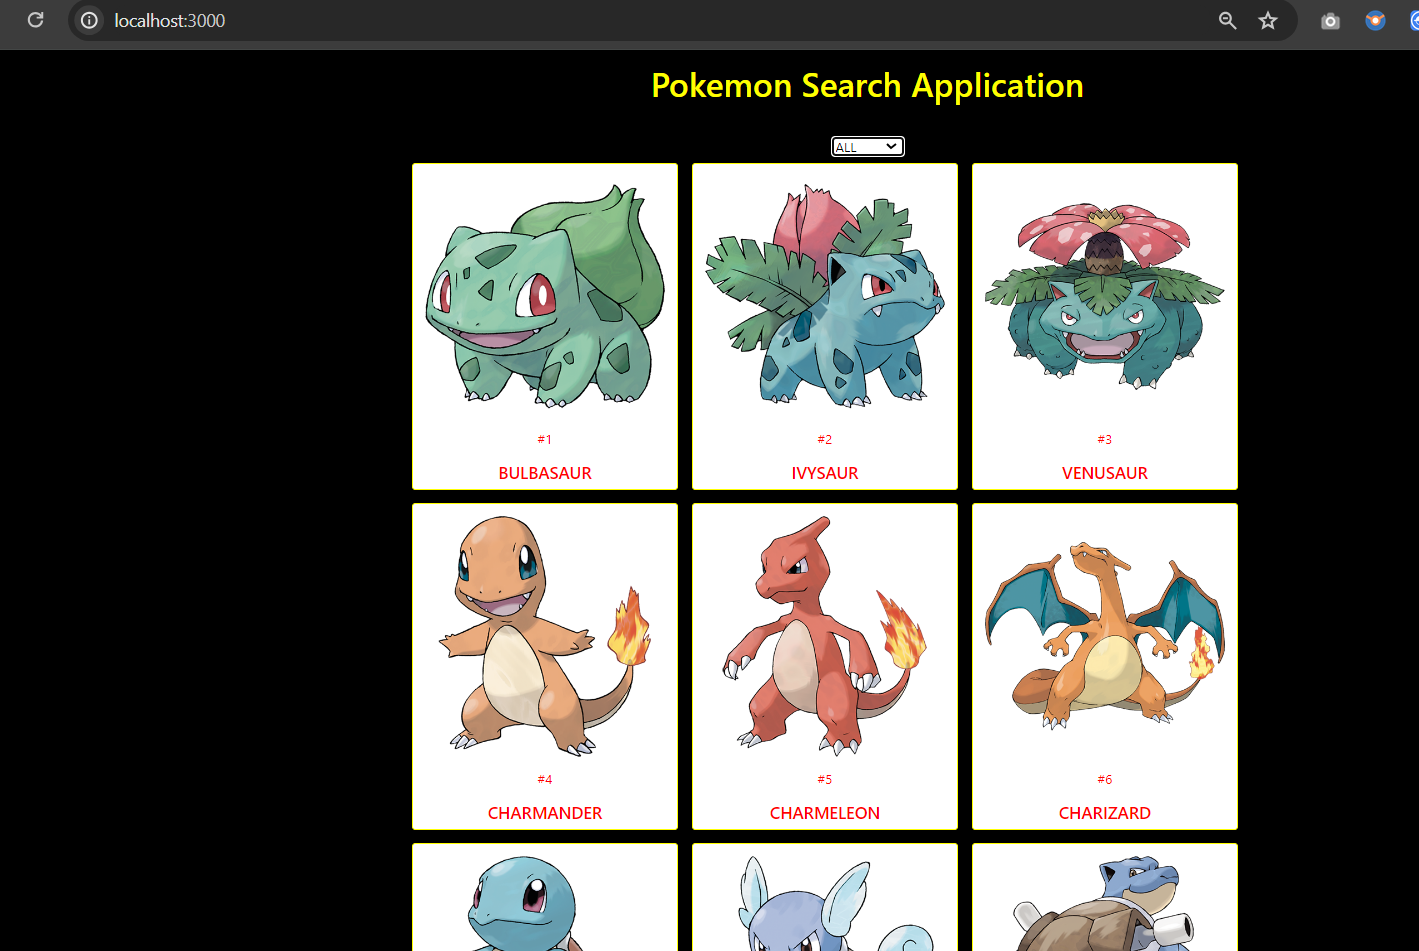 localhost:3000
Pokemon Search Application
ALL
#1
BULBASAUR
#2
IVYSAUR
#3
VENUSAUR
#4
CHARMANDER
#5
CHARMELEON
#6
CHARIZARD